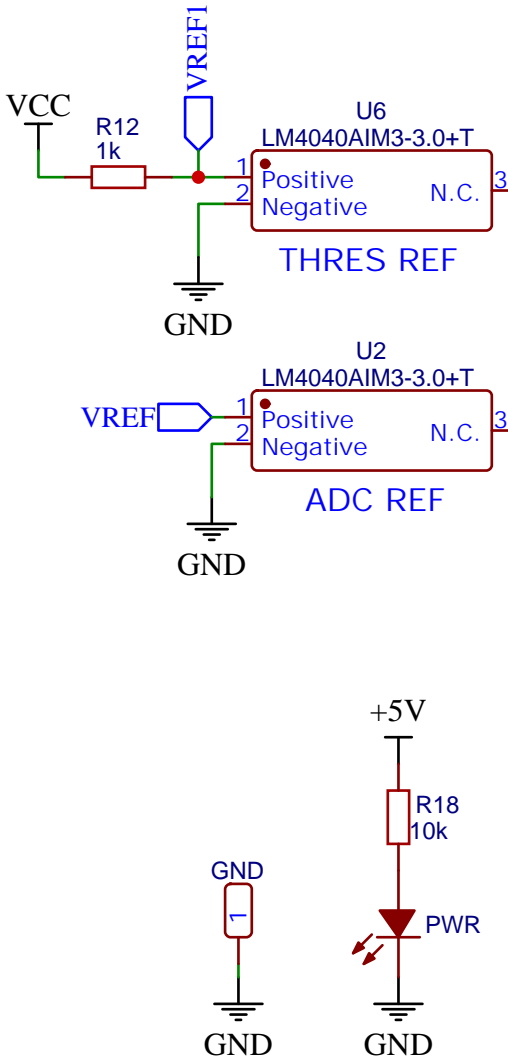 VREF1
VCC
R12
1k
U6
LM4040AIM3-3.0+T
1
Positive
2
Negative
N.C.
3
THRES REF
GND
U2
LM4040AIM3-3.0+T
VREF
1
Positive
2
Negative
N.C.
3
ADC REF
GND
+5V
R18
10k
GND
1
PWR
GND
GND